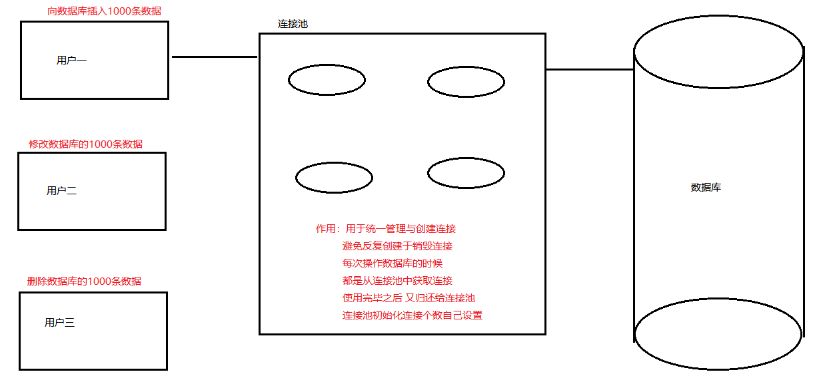 向数据库插入1000条数据
用户一
修改数据库的1000条数据
用户二
删除数据库的1000条数据
用户三
连接池
作用：用于统一管理与创建连接
避免反复创建于销毁连接
每次操作数据库的时候
都是从连接池中获取连接
使用完毕之后 又归还给连接池
连接池初始化连接个数自己设置
数据库